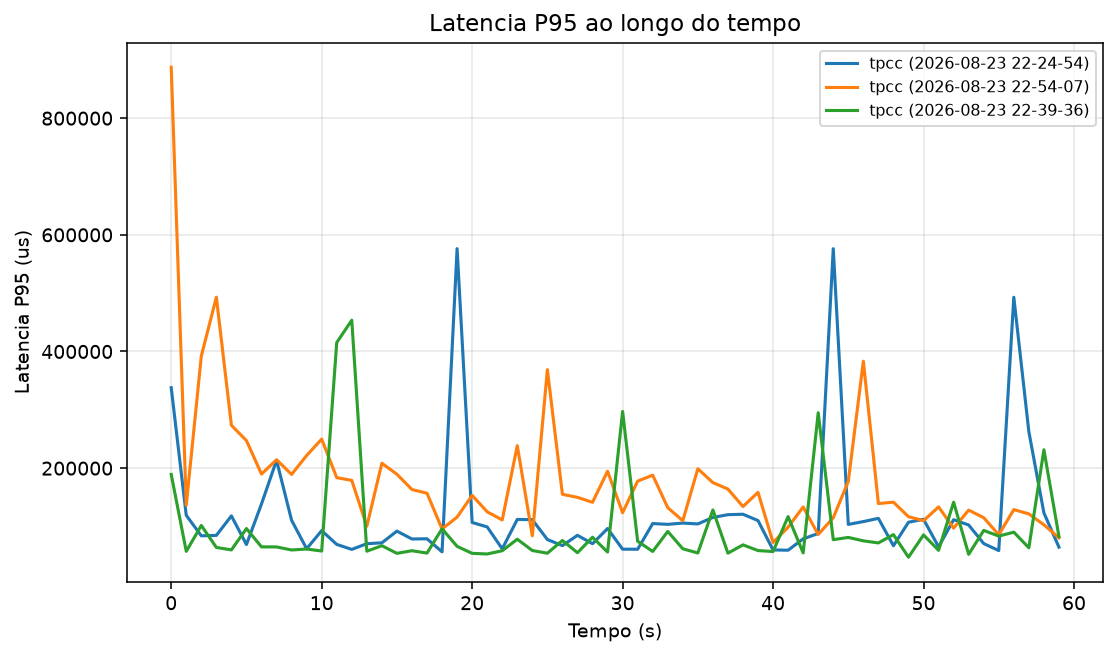 Latencia P95 ao longo do tempo
tpcc (2026-08-23 22-24-54)
tpcc (2026-08-23 22-54-07)
tpcc (2026-08-23 22-39-36)
Latencia P95 (us)
800000
600000
400000
200000
0 10 20 30 40 50 60
Tempo (s)